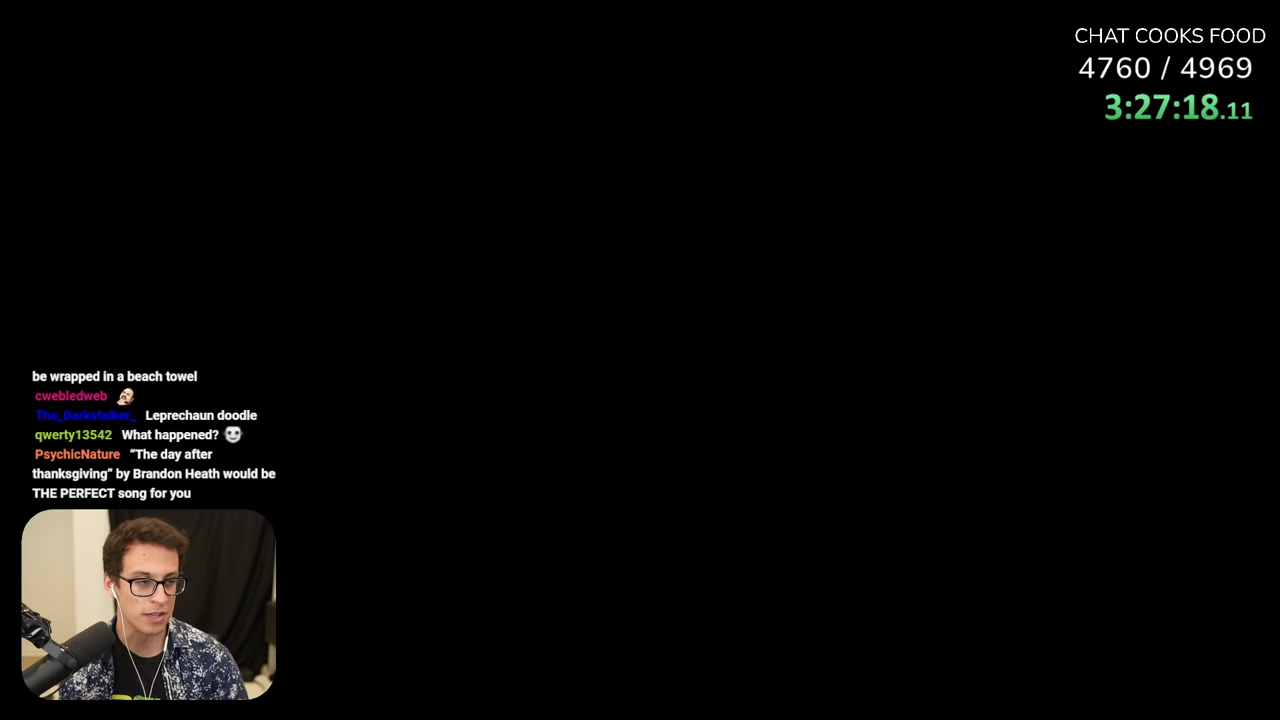 CHAT COOKS FOOD
4760 / 4969
3:27:18.11
be wrapped in a beach towel
cwebledweb
The_Darkstalker_ Leprechaun doodle
qwerty13542 What happened?
PsychicNature “The day after
thanksgiving” by Brandon Heath would be
THE PERFECT song for you